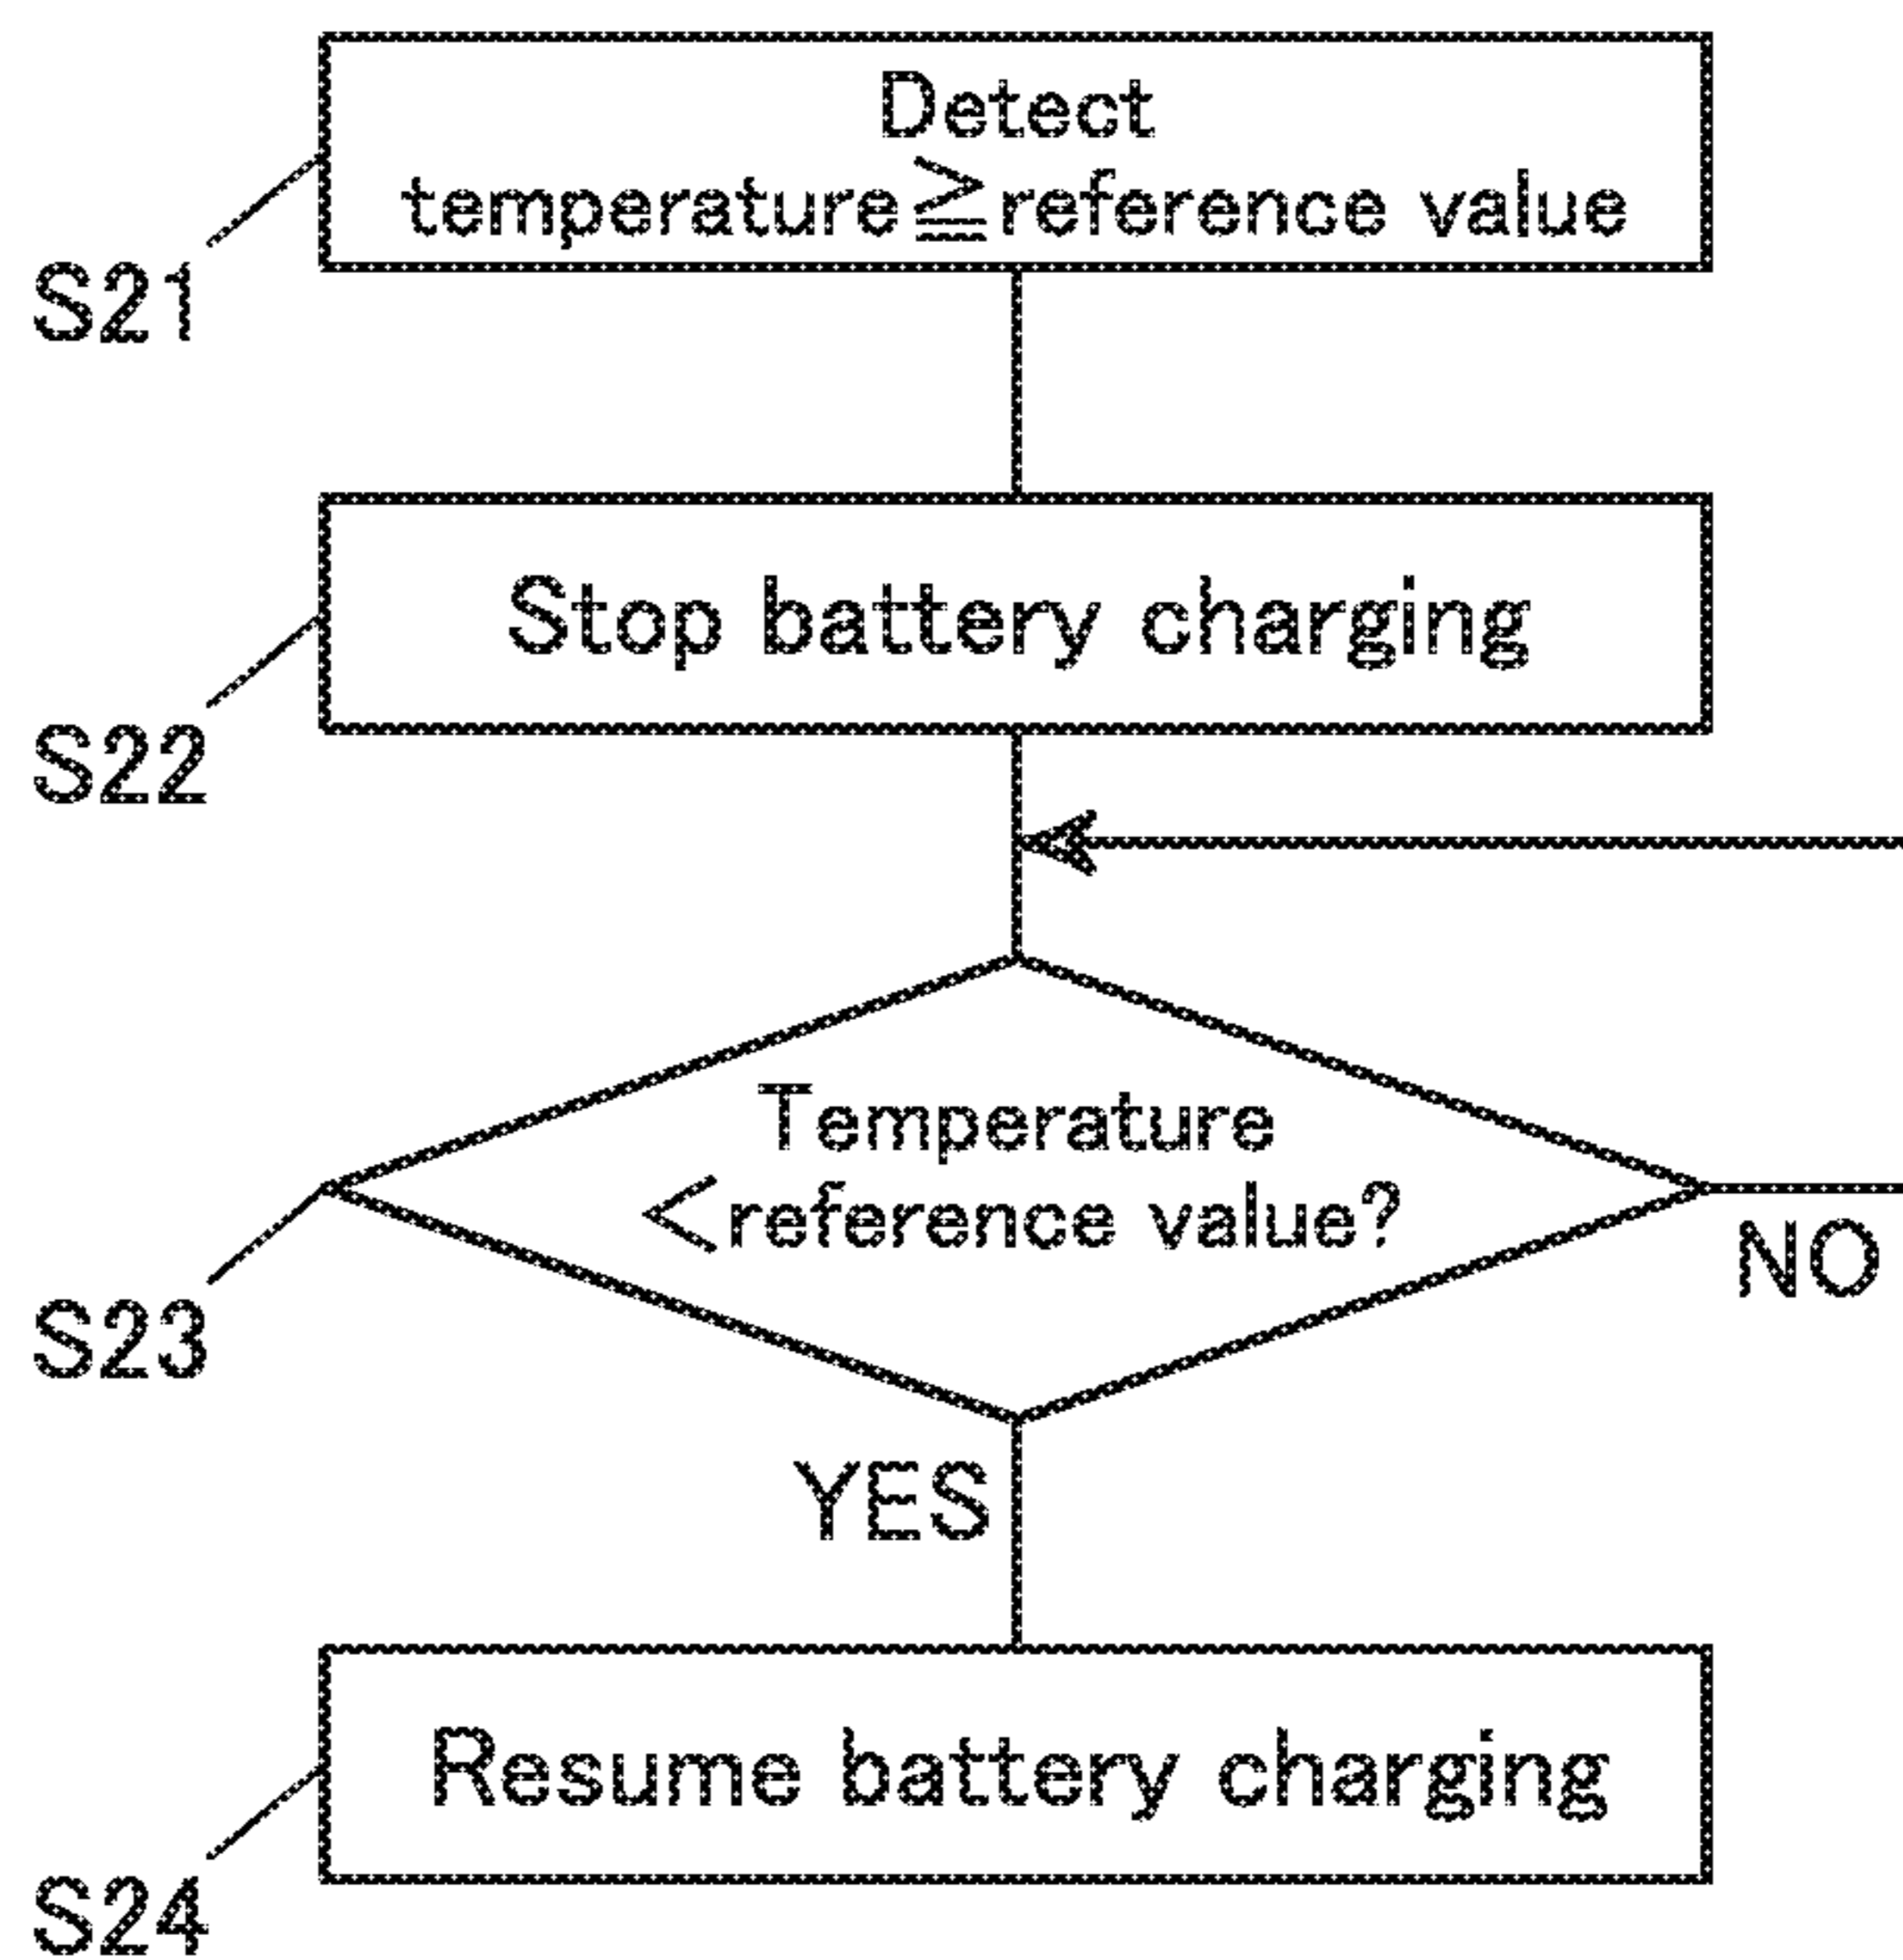 Detect
temperature≧reference value
S21
Stop battery charging
S22
Temperature
<reference value?
NO
S23
YES
Resume battery charging
S24